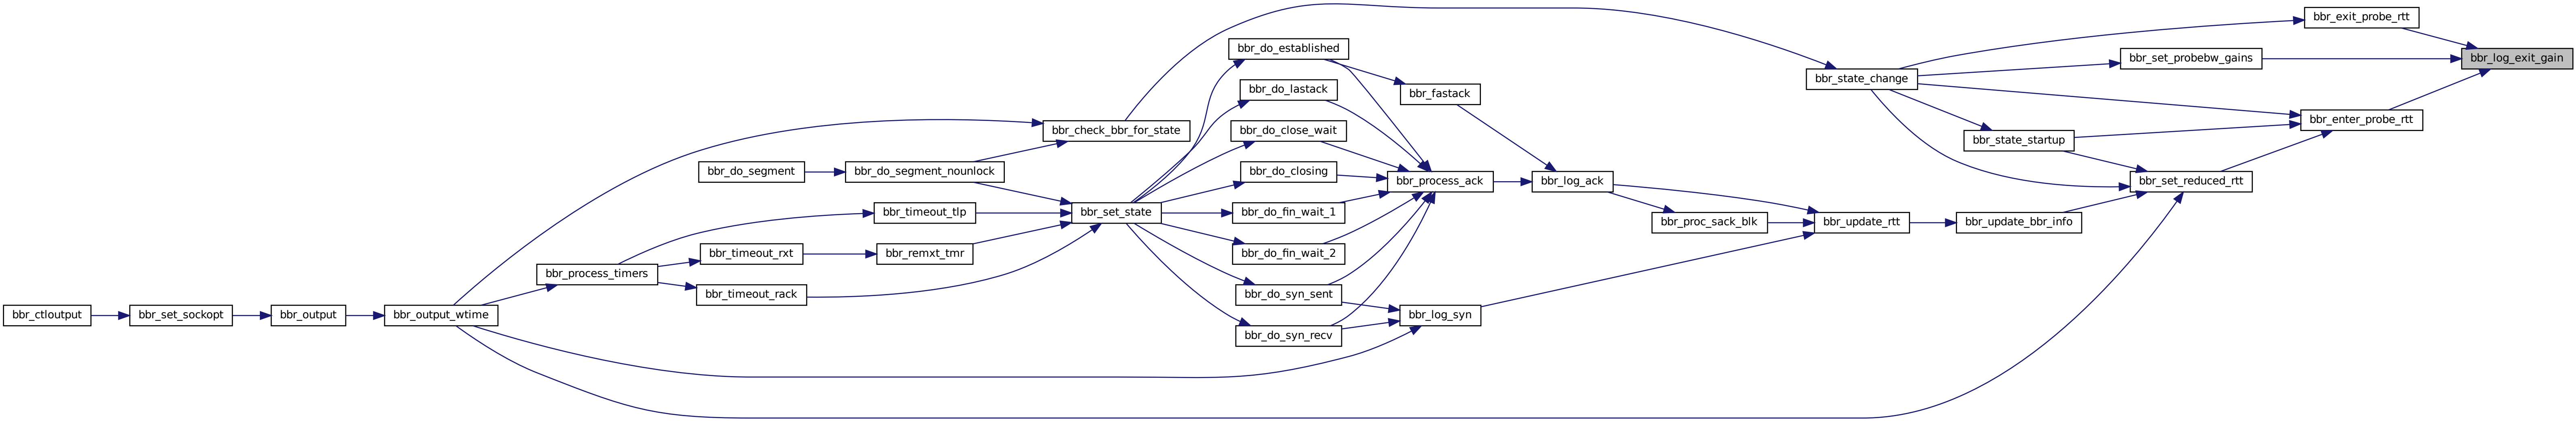 bbr_exit_probe_rtt
bbr_do_established
bbr_set_probebw_gains
bbr_log_exit_gain
bbr_state_change
bbr_do_lastack
bbr_fastack
bbr_enter_probe_rtt
bbr_check_bbr_for_state
bbr_do_close_wait
bbr_state_startup
bbr_do_segment
bbr_do_segment_nounlock
bbr_do_closing
bbr_process_ack
bbr_log_ack
bbr_set_reduced_rtt
bbr_timeout_tlp
bbr_set_state
bbr_do_fin_wait_1
bbr_proc_sack_blk
bbr_update_rtt
bbr_update_bbr_info
bbr_timeout_rxt
bbr_remxt_tmr
bbr_do_fin_wait_2
bbr_process_timers
bbr_timeout_rack
bbr_do_syn_sent
bbr_ctloutput
bbr_set_sockopt
bbr_output
bbr_output_wtime
bbr_log_syn
bbr_do_syn_recv